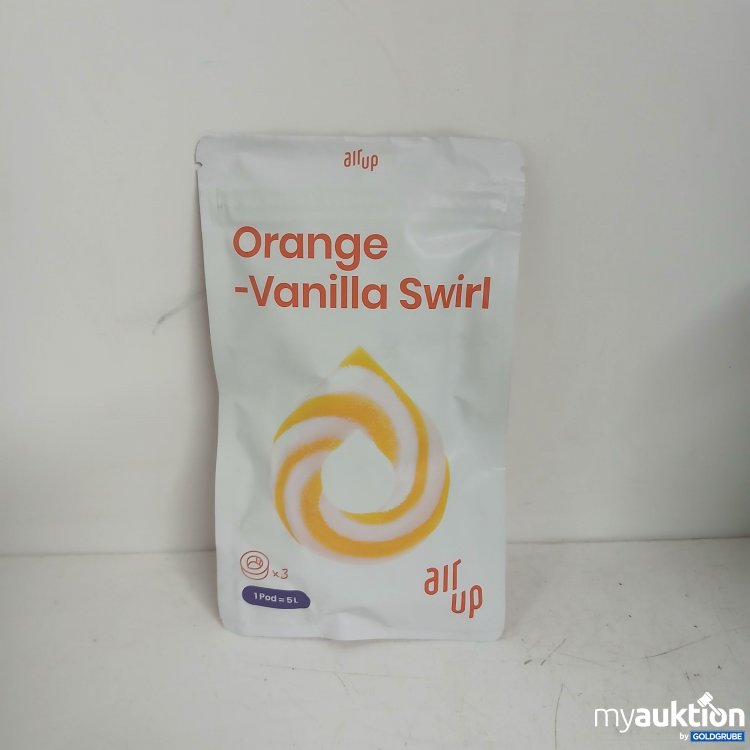 air up
Orange
-Vanilla Swirl
x3
1 Pod = 5 L
air
up
myauktion
by GOLDGRUBE